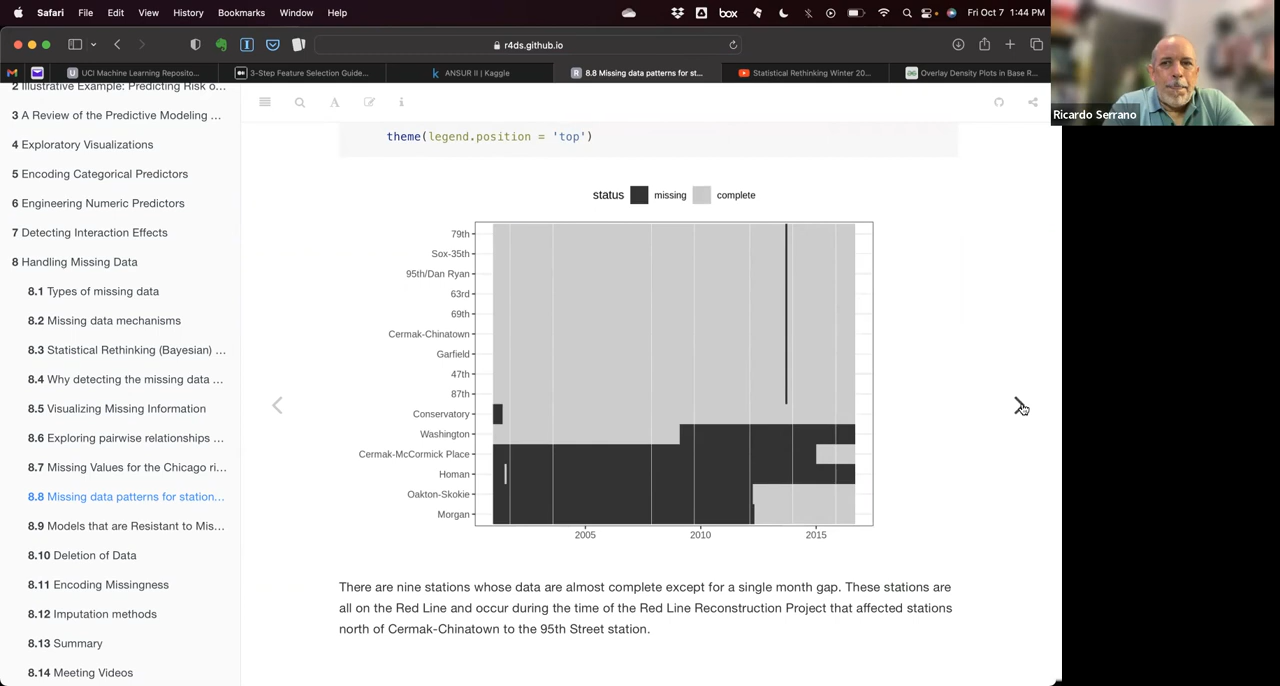 Safari File Edit View History Bookmarks Window Help box Fri Oct 7 1:44 PM
r4ds.github.io
UCI Machine Learning Reposito... 3-Step Feature Selection Guide... ANSUR II | Kaggle 8.8 Missing data patterns for st... Statistical Rethinking Winter 20... Overlay Density Plots in Base R...
Ricardo Serrano
2 Illustrative Example: Predicting Risk o...
3 A Review of the Predictive Modeling ...
4 Exploratory Visualizations
5 Encoding Categorical Predictors
6 Engineering Numeric Predictors
7 Detecting Interaction Effects
8 Handling Missing Data
8.1 Types of missing data
8.2 Missing data mechanisms
8.3 Statistical Rethinking (Bayesian) ...
8.4 Why detecting the missing data ...
8.5 Visualizing Missing Information
8.6 Exploring pairwise relationships ...
8.7 Missing Values for the Chicago ri...
8.8 Missing data patterns for station...
8.9 Models that are Resistant to Mis...
8.10 Deletion of Data
8.11 Encoding Missingness
8.12 Imputation methods
8.13 Summary
8.14 Meeting Videos
theme(legend.position = 'top')
status missing complete
79th
Sox-35th
95th/Dan Ryan
63rd
69th
Cermak-Chinatown
Garfield
47th
87th
Conservatory
Washington
Cermak-McCormick Place
Homan
Oakton-Skokie
Morgan
2005 2010 2015
There are nine stations whose data are almost complete except for a single month gap. These stations are
all on the Red Line and occur during the time of the Red Line Reconstruction Project that affected stations
north of Cermak-Chinatown to the 95th Street station.